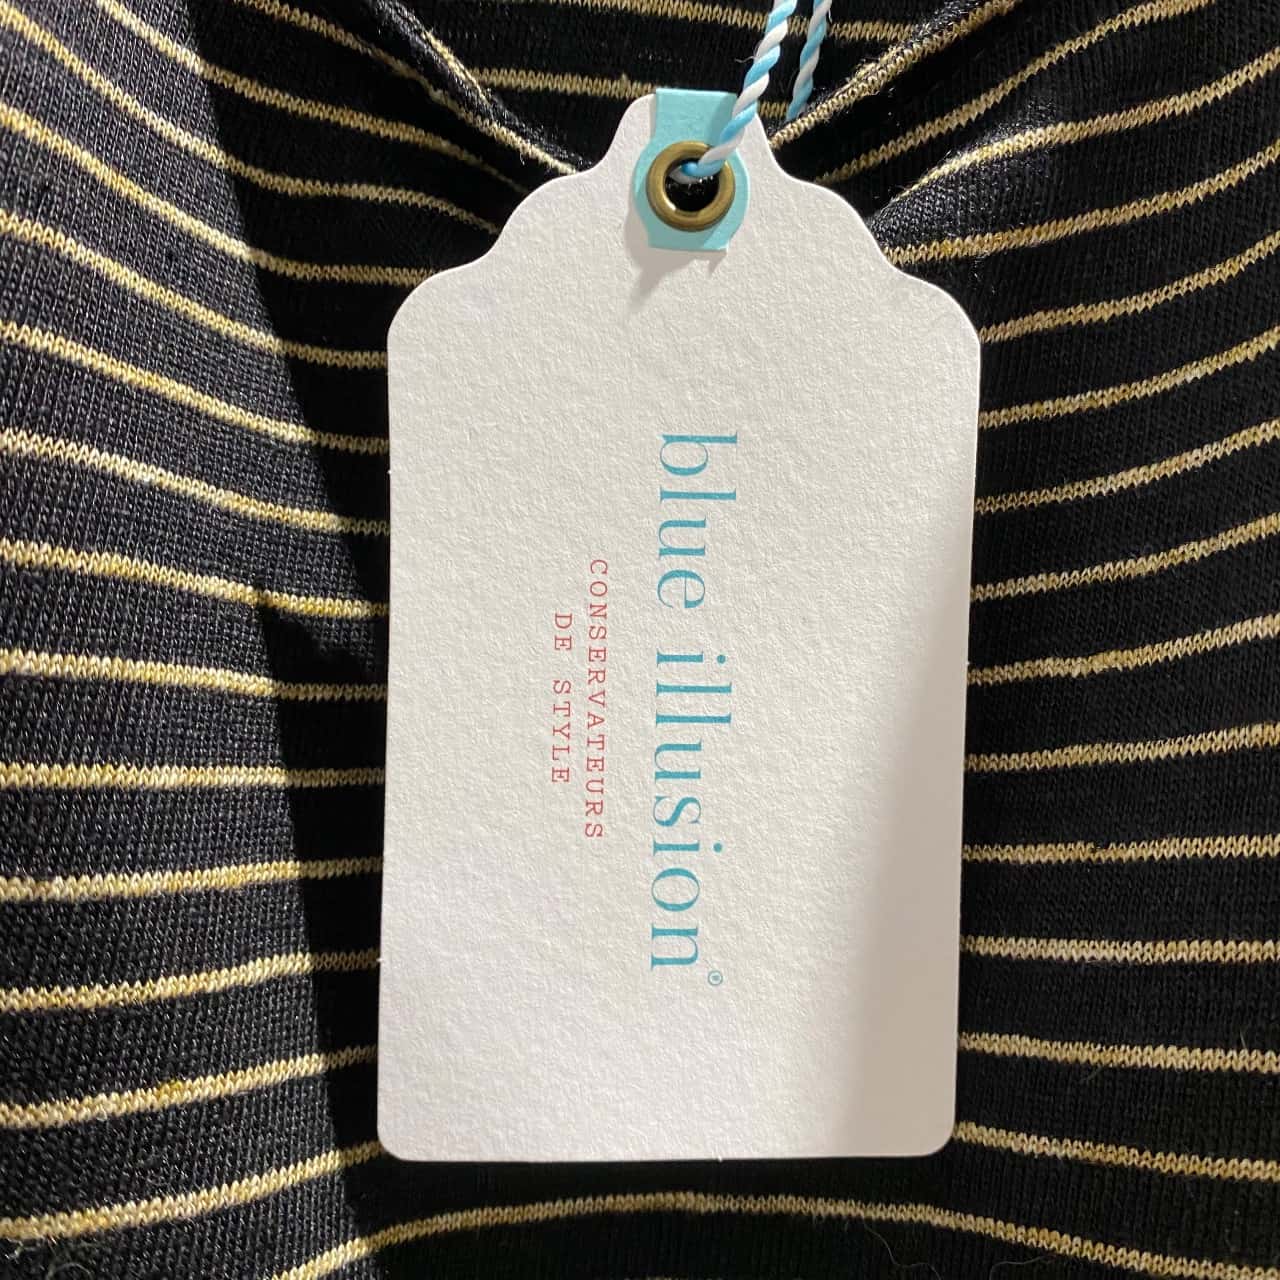 blue illusion®
CONSERVATEURS
DE STYLE